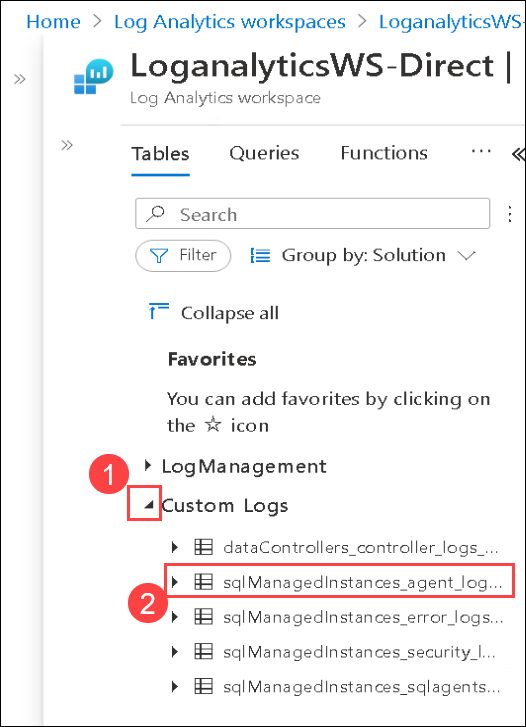 Home > Log Analytics workspaces > LoganalyticsWS-
LoganalyticsWS-Direct |
Log Analytics workspace
Tables Queries Functions ... «
Search
Filter Group by: Solution
Collapse all
Favorites
You can add favorites by clicking on
the ☆ icon
1
LogManagement
Custom Logs
dataControllers_controller_logs_...
2
sqlManagedInstances_agent_log...
sqlManagedInstances_error_logs...
sqlManagedInstances_security_l...
sqlManagedInstances_sqlagents...